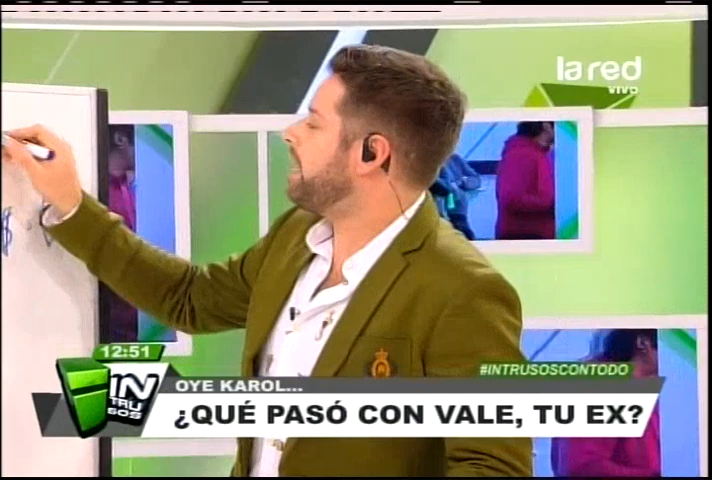 la red
VIVO
12:51
#INTRUSOSCONTODO
IN
TRU
SOS
OYE KAROL...
¿QUÉ PASÓ CON VALE, TU EX?